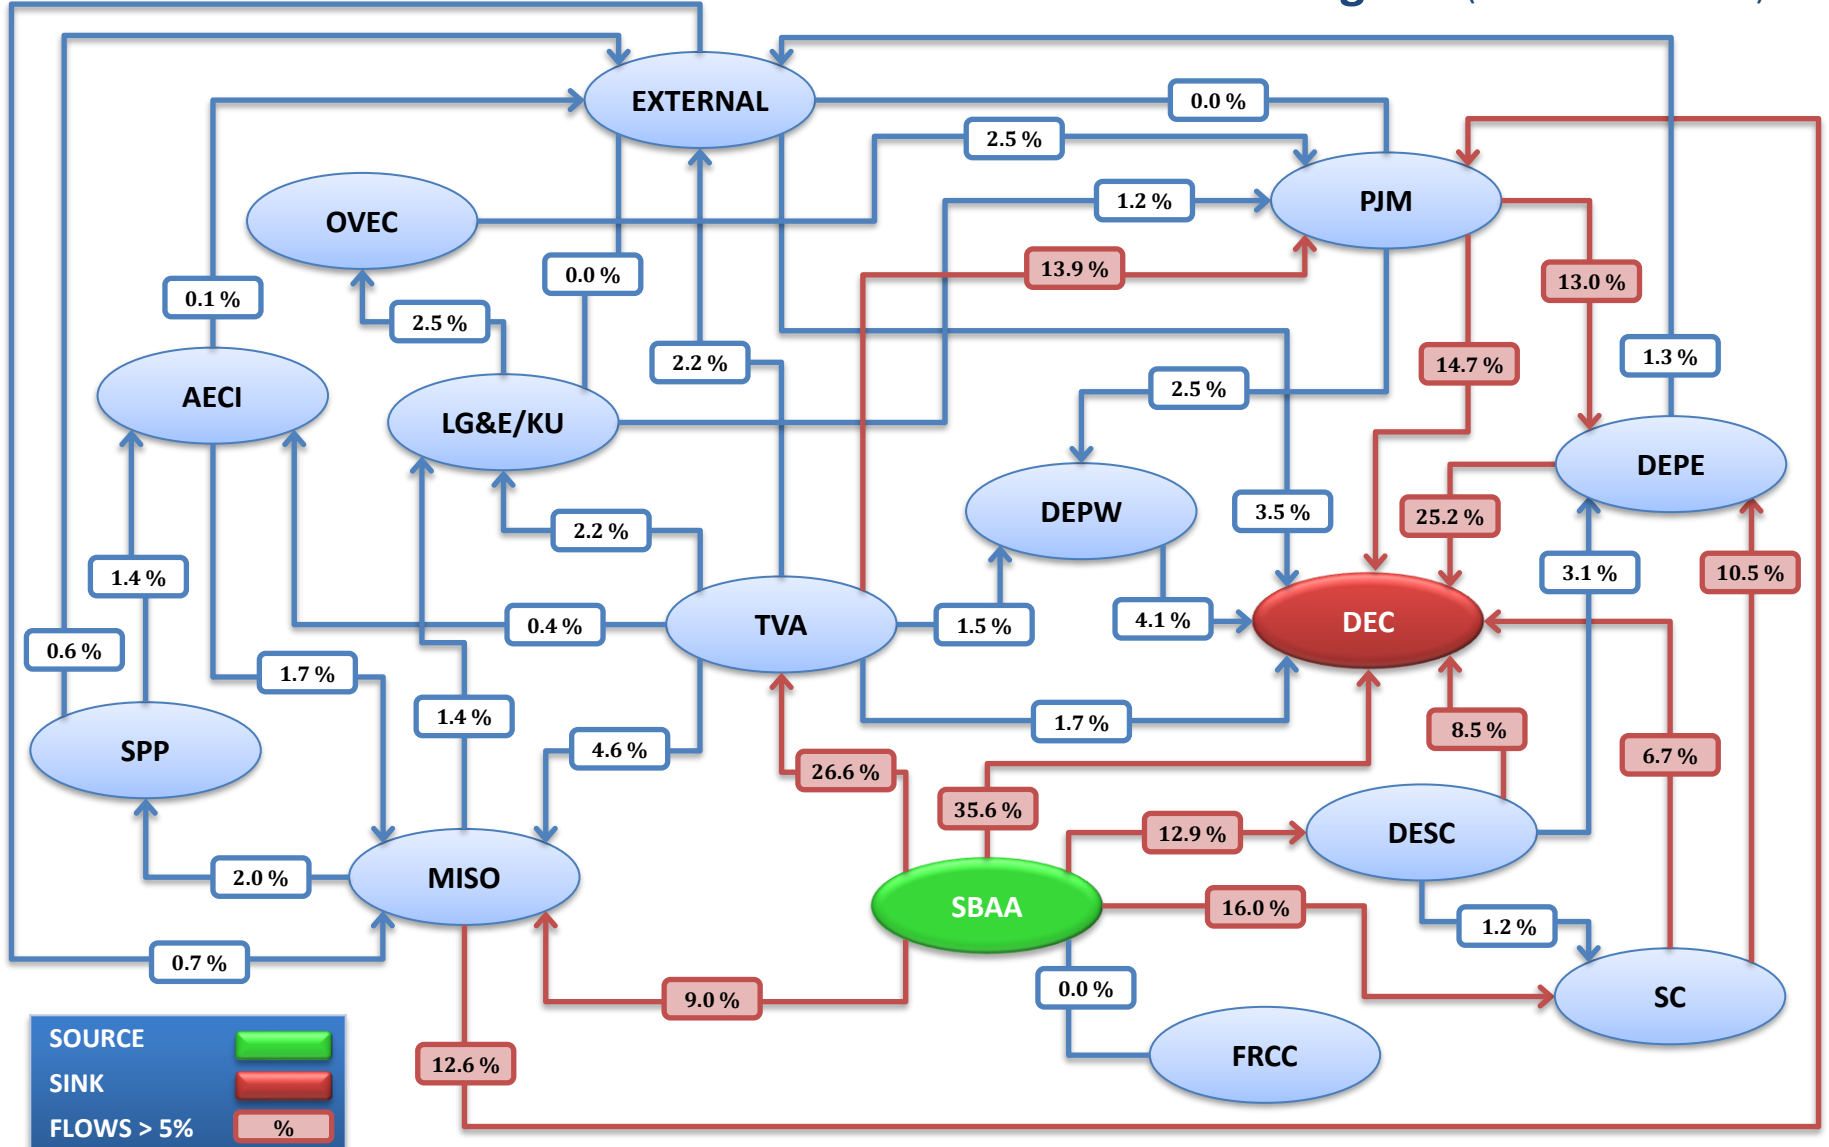 EXTERNAL
0.0 %
2.5 %
PJM
1.2 %
OVEC
13.9 %
0.0 %
13.0 %
0.1 %
2.5 %
2.2 %
14.7 %
1.3 %
2.5 %
AECI
LG&E/KU
DEPE
DEPW
3.5 %
25.2 %
2.2 %
1.4 %
3.1 %
10.5 %
0.4 %
TVA
1.5 %
4.1 %
DEC
0.6 %
1.7 %
1.4 %
1.7 %
8.5 %
SPP
4.6 %
6.7 %
26.6 %
35.6 %
12.9 %
DESC
MISO
2.0 %
SBAA
16.0 %
1.2 %
0.7 %
9.0 %
0.0 %
SC
SOURCE
12.6 %
FRCC
SINK
FLOWS > 5%
%